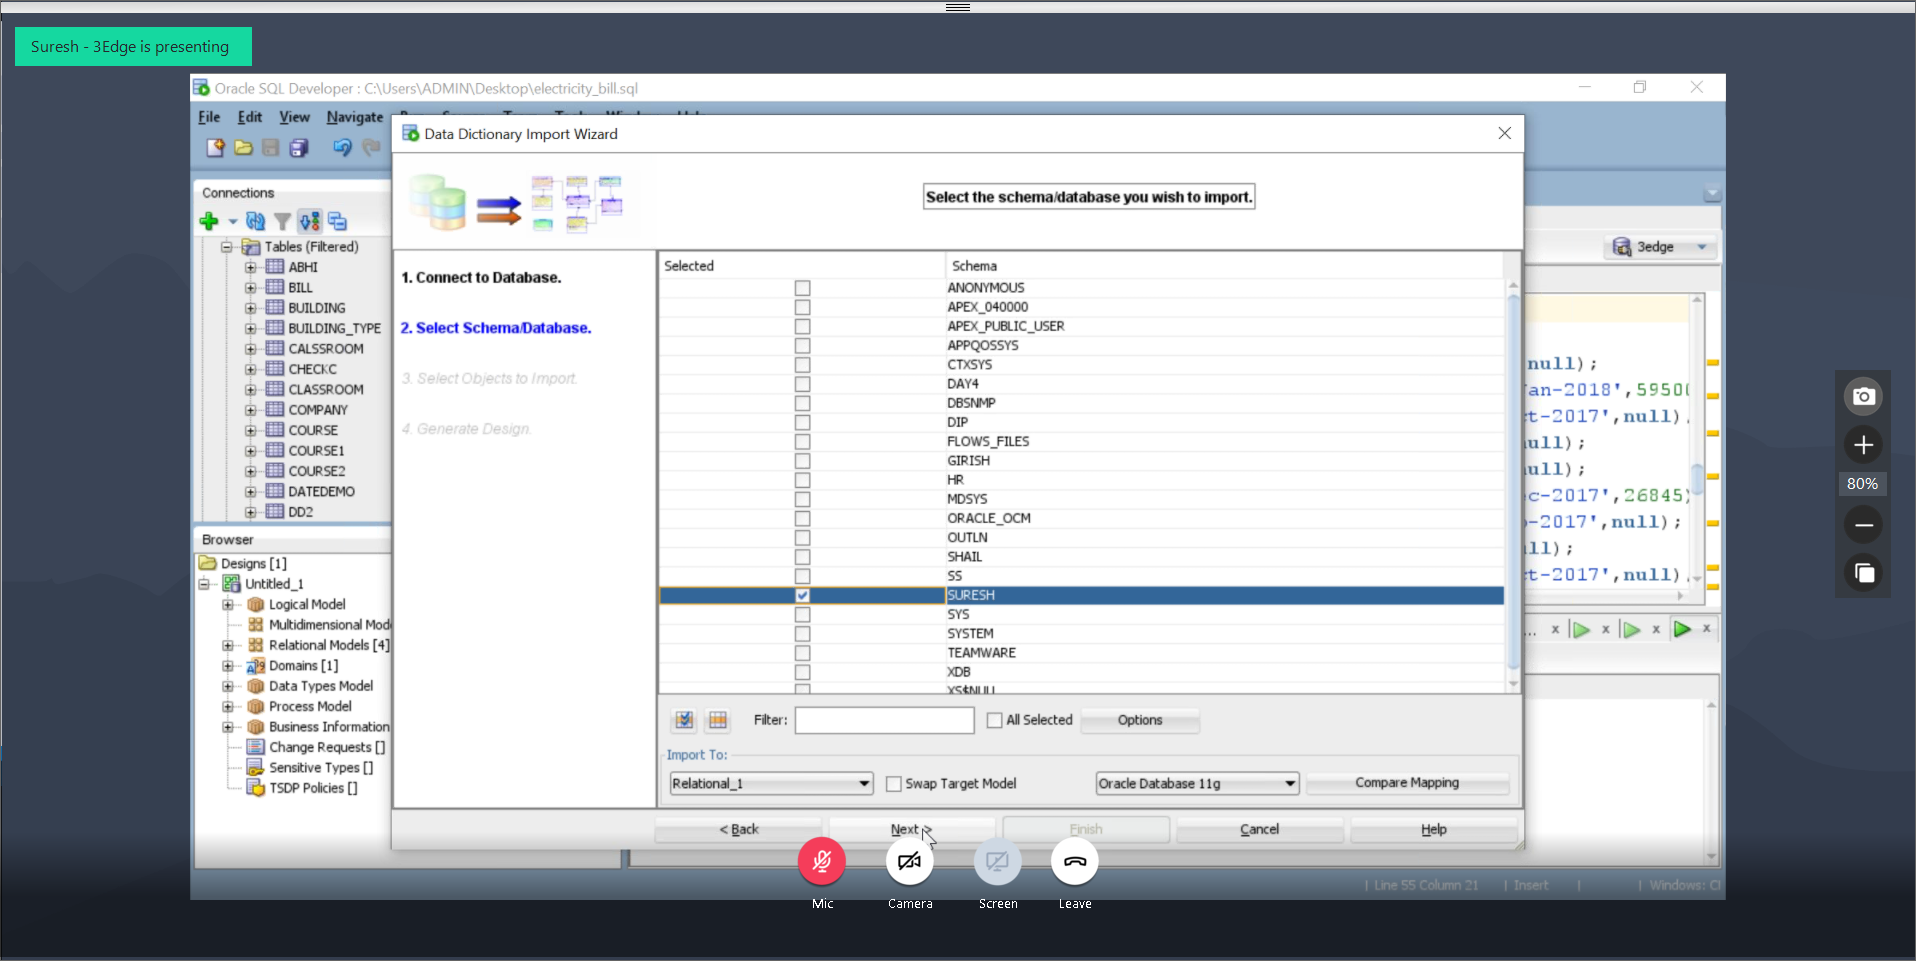 Suresh - 3Edge is presenting
Oracle SQL Developer : C:\Users\ADMIN\Desktop\electricity_bill.sql
File Edit View Navigate
Data Dictionary Import Wizard
Select the schema/database you wish to import.
Connections
Tables (Filtered)
ABHI
BILL
BUILDING
BUILDING_TYPE
CALSSROOM
CHECKC
CLASSROOM
COMPANY
COURSE
COURSE1
COURSE2
DATEDEMO
DD2
Browser
Designs [1]
Untitled_1
Logical Model
Multidimensional Mod
Relational Models [4]
Domains [1]
Data Types Model
Process Model
Business Information
Change Requests []
Sensitive Types []
TSDP Policies []
1. Connect to Database.
2. Select Schema/Database.
3. Select Objects to Import.
4. Generate Design.
Selected Schema
ANONYMOUS
APEX_040000
APEX_PUBLIC_USER
APPQOSSYS
CTXSYS
DAY4
DBSNMP
DIP
FLOWS_FILES
GIRISH
HR
MDSYS
ORACLE_OCM
OUTLN
SHAIL
SS
SURESH
SYS
SYSTEM
TEAMWARE
XDB
XS$NULL
Filter: All Selected Options
Import To:
Relational_1 Swap Target Model Oracle Database 11g Compare Mapping
< Back Next > Finish Cancel Help
3edge
null);
an-2018',5950
ct-2017',null)
ull);
ull);
c-2017',26845)
-2017',null);
ll);
ct-2017',null)
... x x x x
Line 55 Column 21 Insert Windows:
80%
Mic Camera Screen Leave